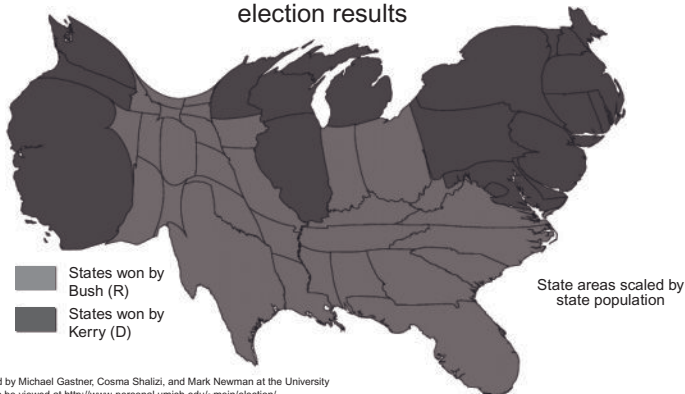 election results
States won by
Bush (R)
States won by
Kerry (D)
State areas scaled by
state population
d by Michael Gastner, Cosma Shalizi, and Mark Newman at the University